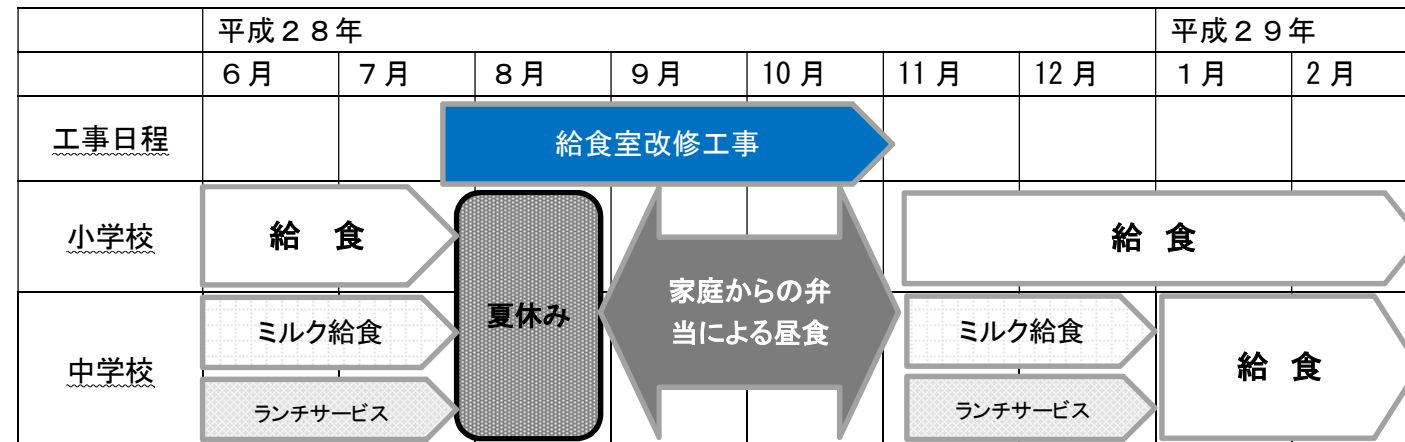 平成２８年 平成２９年
６月 ７月 ８月 ９月 10月 11月 12月 １月 ２月
工事日程 給食室改修工事
小学校 給 食 給 食
夏休み 家庭からの弁
当による昼食
中学校 ミルク給食 ミルク給食 給 食
ランチサービス ランチサービス